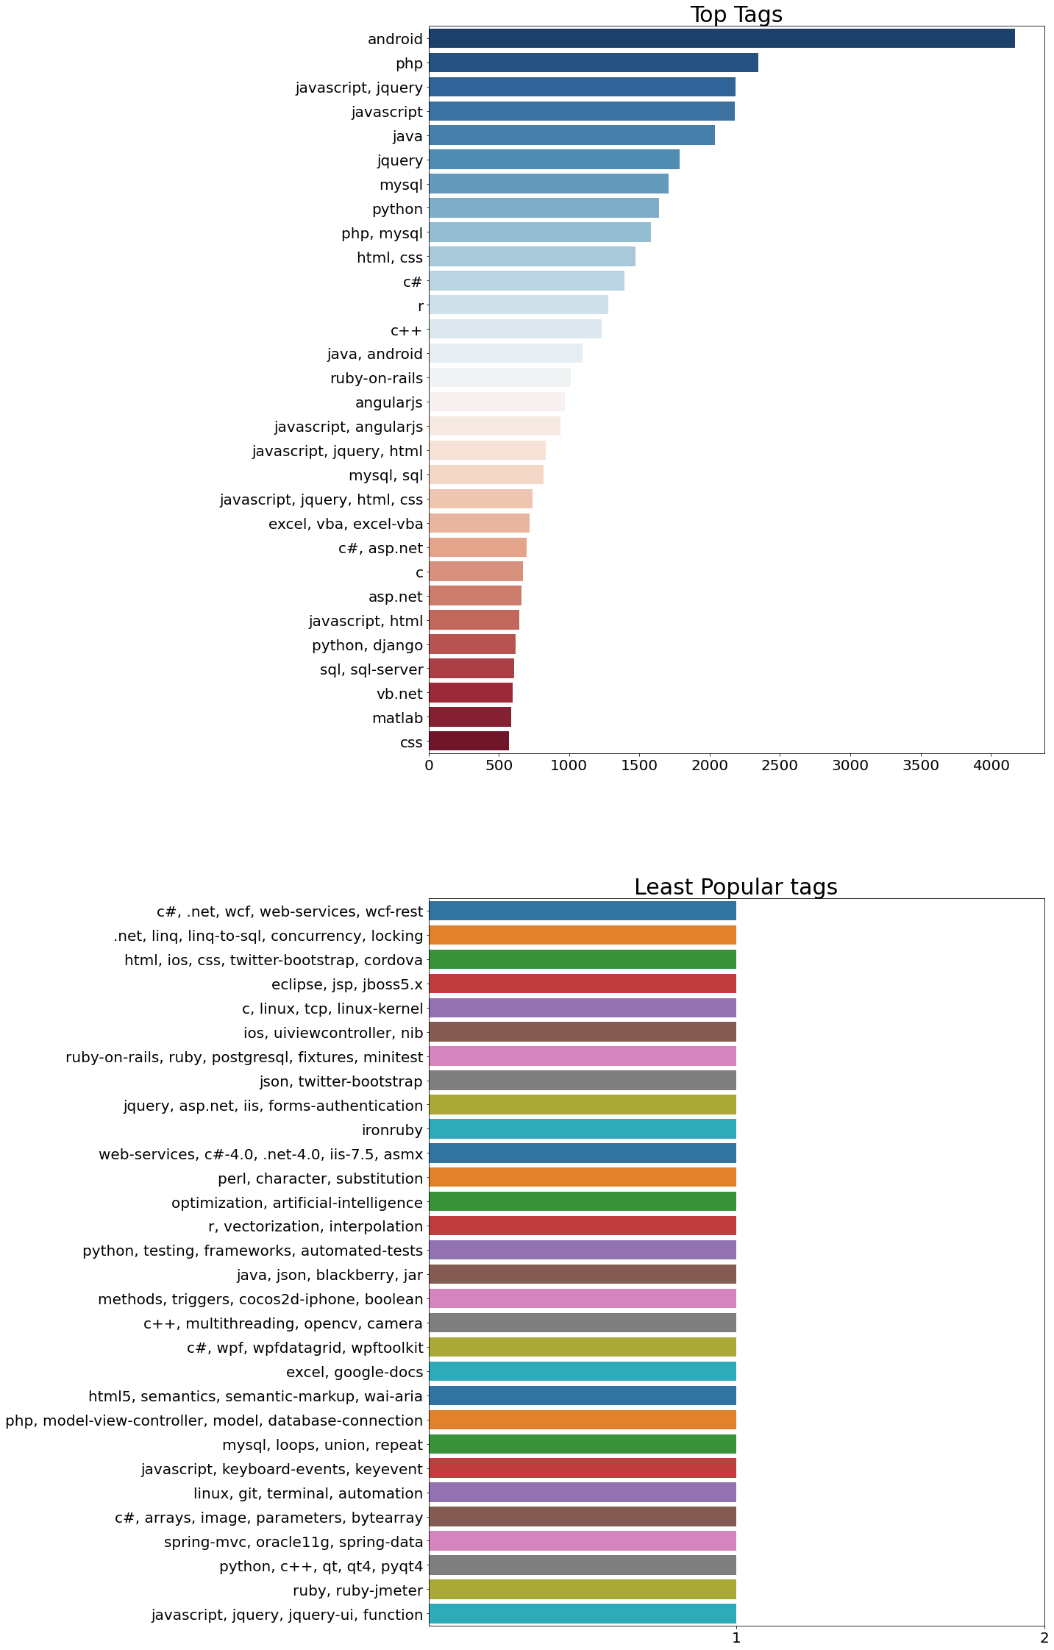 Top Tags
android
php
javascript, jquery
javascript
java
jquery
mysql
python
php, mysql
html, css
c#
r
c++
java, android
ruby-on-rails
angularjs
javascript, angularjs
javascript, jquery, html
mysql, sql
javascript, jquery, html, css
excel, vba, excel-vba
c#, asp.net
c
asp.net
javascript, html
python, django
sql, sql-server
vb.net
matlab
css
0 500 1000 1500 2000 2500 3000 3500 4000
Least Popular tags
c#, .net, wcf, web-services, wcf-rest
.net, linq, linq-to-sql, concurrency, locking
html, ios, css, twitter-bootstrap, cordova
eclipse, jsp, jboss5.x
c, linux, tcp, linux-kernel
ios, uiviewcontroller, nib
ruby-on-rails, ruby, postgresql, fixtures, minitest
json, twitter-bootstrap
jquery, asp.net, iis, forms-authentication
ironruby
web-services, c#-4.0, .net-4.0, iis-7.5, asmx
perl, character, substitution
optimization, artificial-intelligence
r, vectorization, interpolation
python, testing, frameworks, automated-tests
java, json, blackberry, jar
methods, triggers, cocos2d-iphone, boolean
c++, multithreading, opencv, camera
c#, wpf, wpfdatagrid, wpftoolkit
excel, google-docs
html5, semantics, semantic-markup, wai-aria
php, model-view-controller, model, database-connection
mysql, loops, union, repeat
javascript, keyboard-events, keyevent
linux, git, terminal, automation
c#, arrays, image, parameters, bytearray
spring-mvc, oracle11g, spring-data
python, c++, qt, qt4, pyqt4
ruby, ruby-jmeter
javascript, jquery, jquery-ui, function
1 2